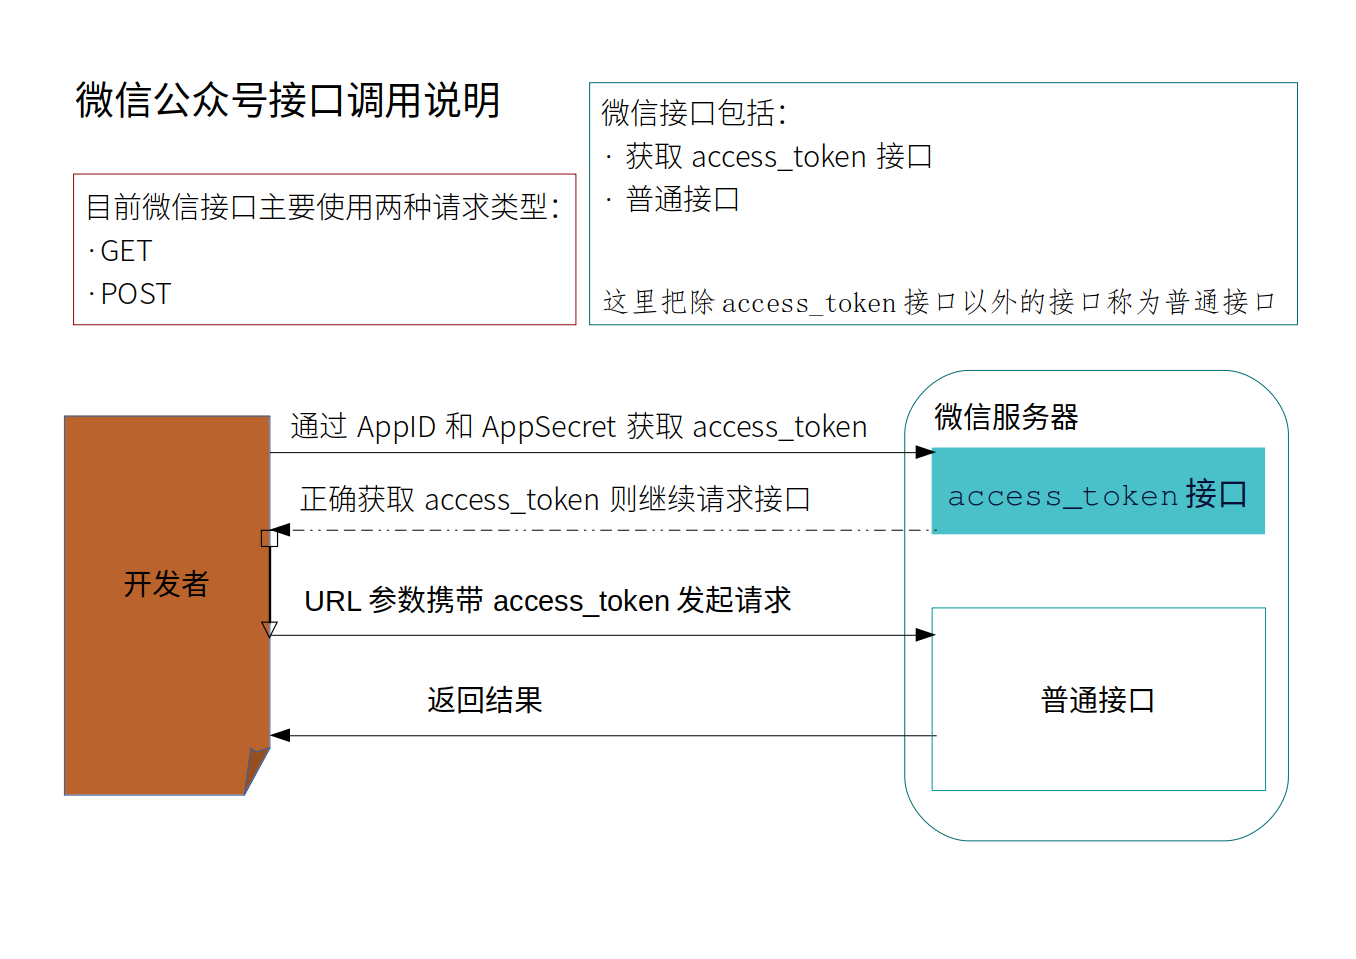 微信公众号接口调用说明
目前微信接口主要使用两种请求类型：
·GET
·POST
微信接口包括：
· 获取 access_token 接口
· 普通接口
这里把除 access_token 接口以外的接口称为普通接口
通过 AppID 和 AppSecret 获取 access_token
微信服务器
access_token 接口
正确获取 access_token 则继续请求接口
开发者
URL 参数携带 access_token 发起请求
返回结果
普通接口